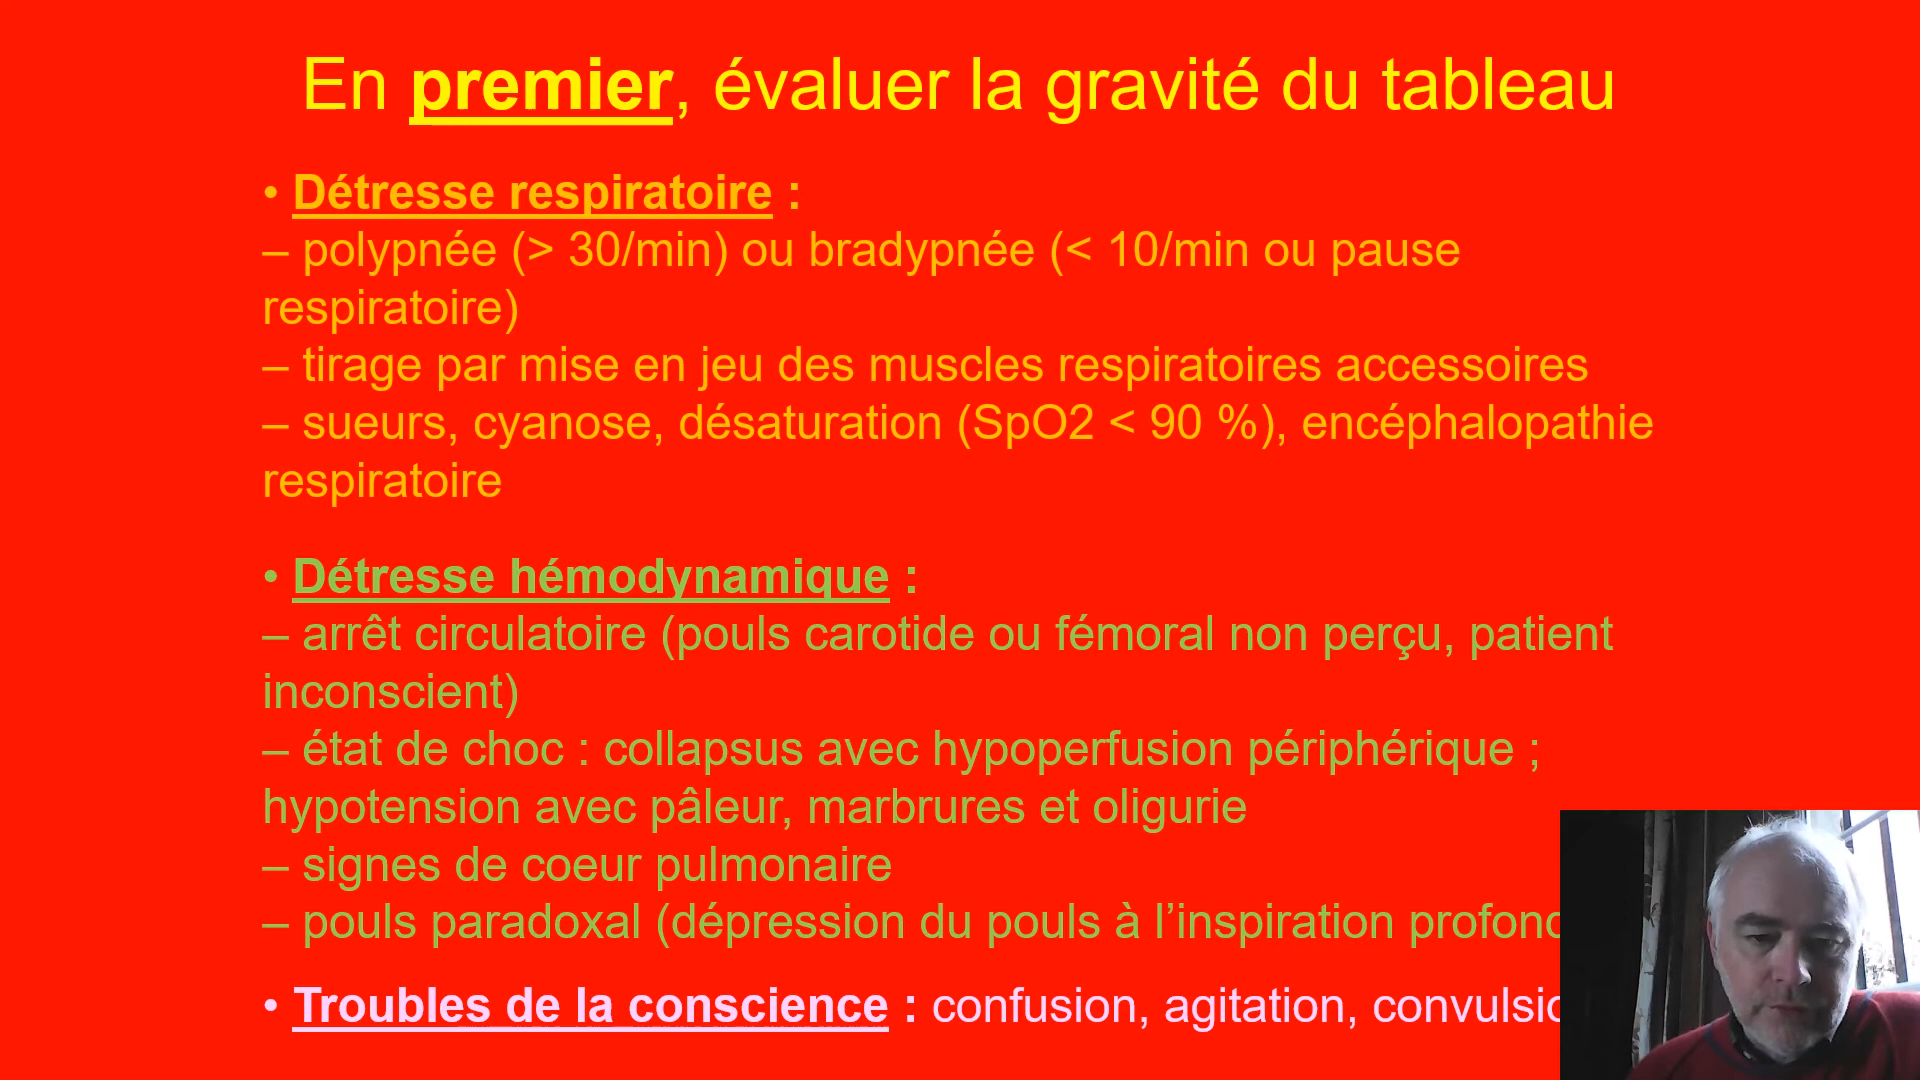 En premier, évaluer la gravité du tableau
• Détresse respiratoire :
– polypnée (> 30/min) ou bradypnée (< 10/min ou pause
respiratoire)
– tirage par mise en jeu des muscles respiratoires accessoires
– sueurs, cyanose, désaturation (SpO2 < 90 %), encéphalopathie
respiratoire
• Détresse hémodynamique :
– arrêt circulatoire (pouls carotide ou fémoral non perçu, patient
inconscient)
– état de choc : collapsus avec hypoperfusion périphérique ;
hypotension avec pâleur, marbrures et oligurie
– signes de coeur pulmonaire
– pouls paradoxal (dépression du pouls à l’inspiration
• Troubles de la conscience : confusion, agitation,